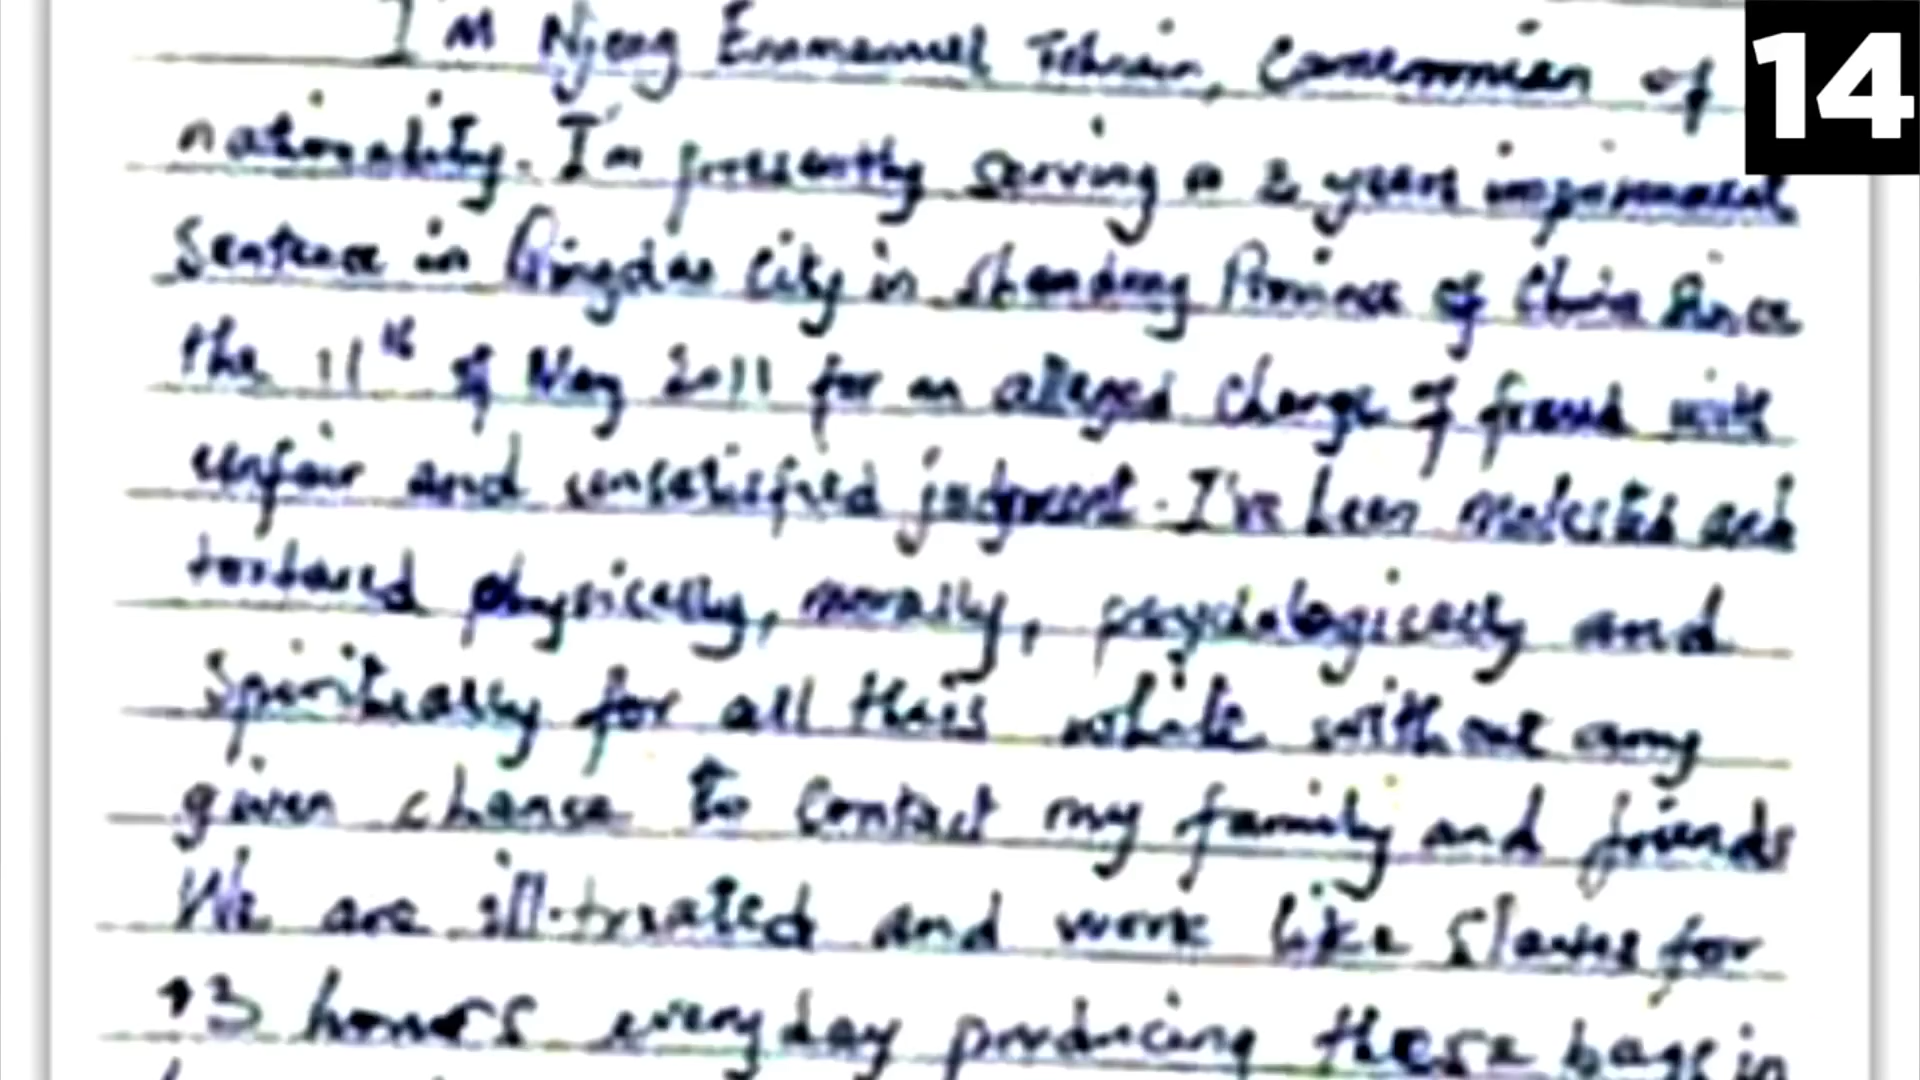 14
I'm Njong Emmanuel Tohnain, Cameroonian of
nationality. I'm presently serving a 2 years imprisonment
Sentence in Qingdao City in Shandong Province of China Since
the 11th of May 2011 for an alleged charge of fraud with
unfair and unsatisfied judgment. I've been molested and
tortured physically, morally, psychologically and
Spiritually for all this while without any
given chance to contact my family and friends
We are ill-treated and work like Slaves for
13 hours everyday producing these bags in